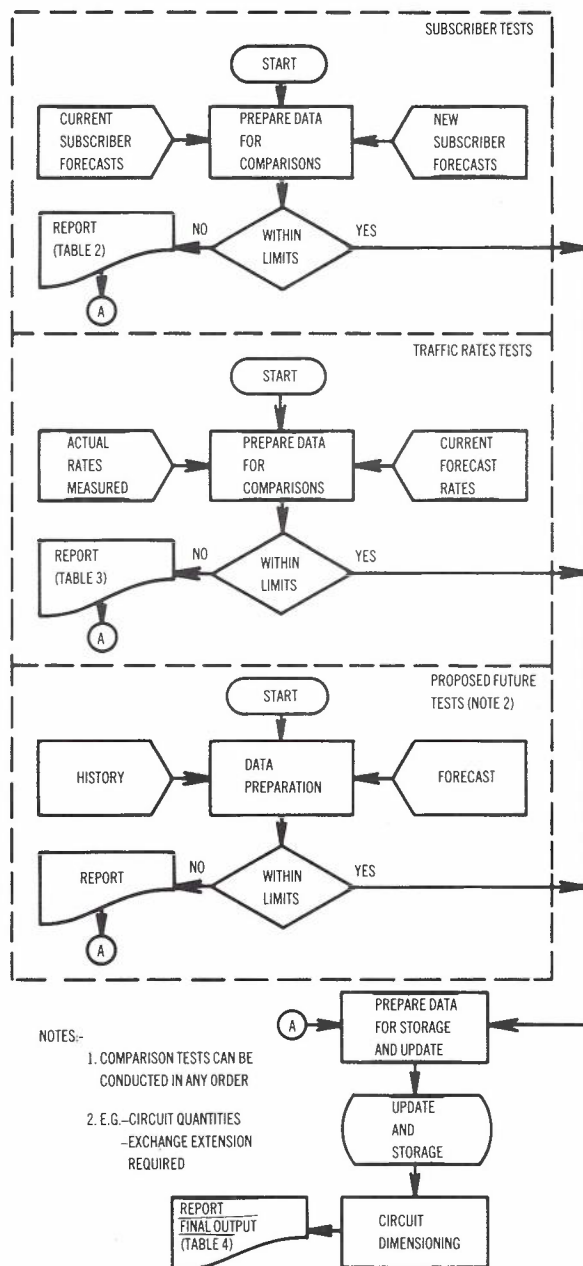 SUBSCRIBER TESTS
START
CURRENT
SUBSCRIBER
FORECASTS
PREPARE DATA
FOR
COMPARISONS
NEW
SUBSCRIBER
FORECASTS
REPORT
(TABLE 2)
NO
WITHIN
LIMITS
YES
A
TRAFFIC RATES TESTS
START
ACTUAL
RATES
MEASURED
PREPARE DATA
FOR
COMPARISONS
CURRENT
FORECAST
RATES
REPORT
(TABLE 3)
NO
WITHIN
LIMITS
YES
A
PROPOSED FUTURE
TESTS (NOTE 2)
START
HISTORY
DATA
PREPARATION
FORECAST
REPORT
NO
WITHIN
LIMITS
YES
A
A
PREPARE DATA
FOR STORAGE
AND UPDATE
NOTES:-
1. COMPARISON TESTS CAN BE
CONDUCTED IN ANY ORDER
2. E.G.–CIRCUIT QUANTITIES
–EXCHANGE EXTENSION
REQUIRED
UPDATE
AND
STORAGE
REPORT
FINAL OUTPUT
(TABLE 4)
CIRCUIT
DIMENSIONING